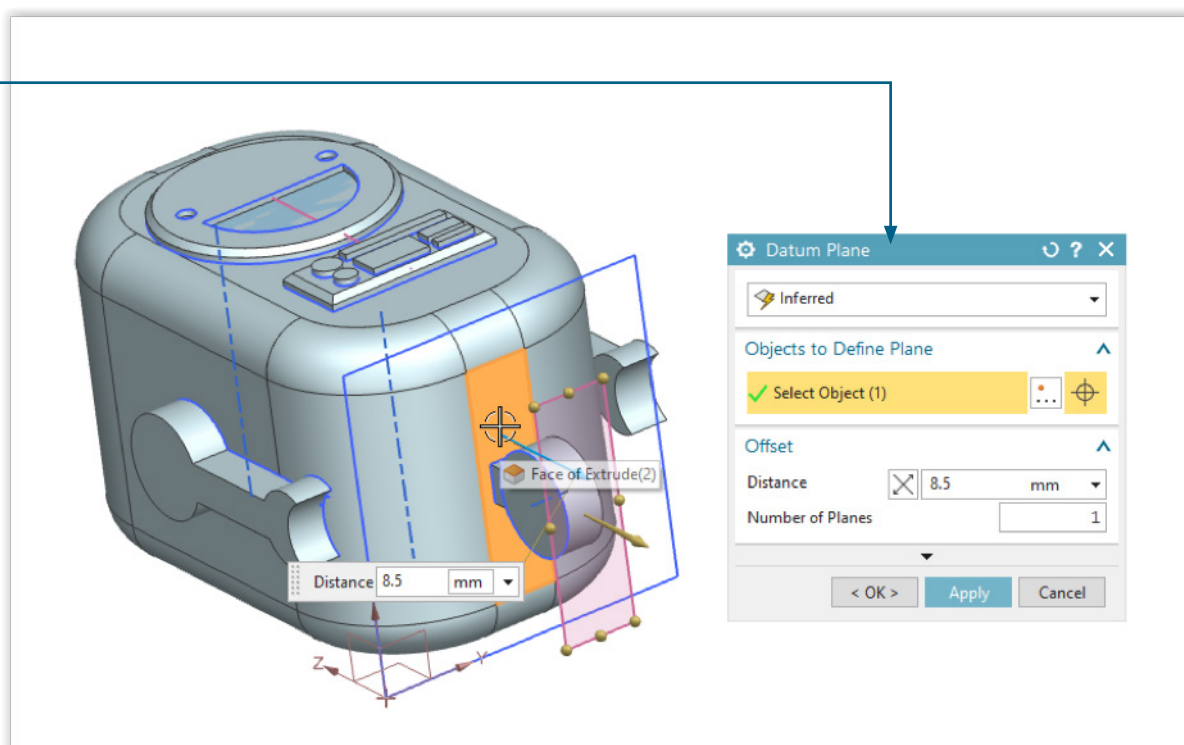 Datum Plane ?
Inferred
Objects to Define Plane
Select Object (1)
Offset
Distance 8.5 mm
Number of Planes 1
< OK > Apply Cancel
Face of Extrude(2)
Distance 8.5 mm
Z Y